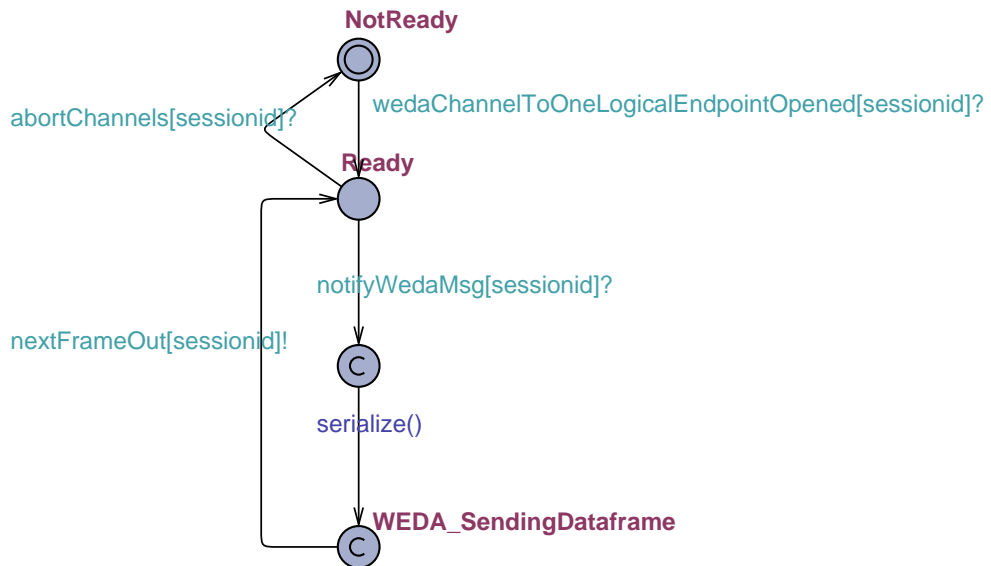 NotReady
abortChannels[sessionid]?
wedaChannelToOneLogicalEndpointOpened[sessionid]?
Ready
notifyWedaMsg[sessionid]?
nextFrameOut[sessionid]!
C
serialize()
WEDA_SendingDataframe
C